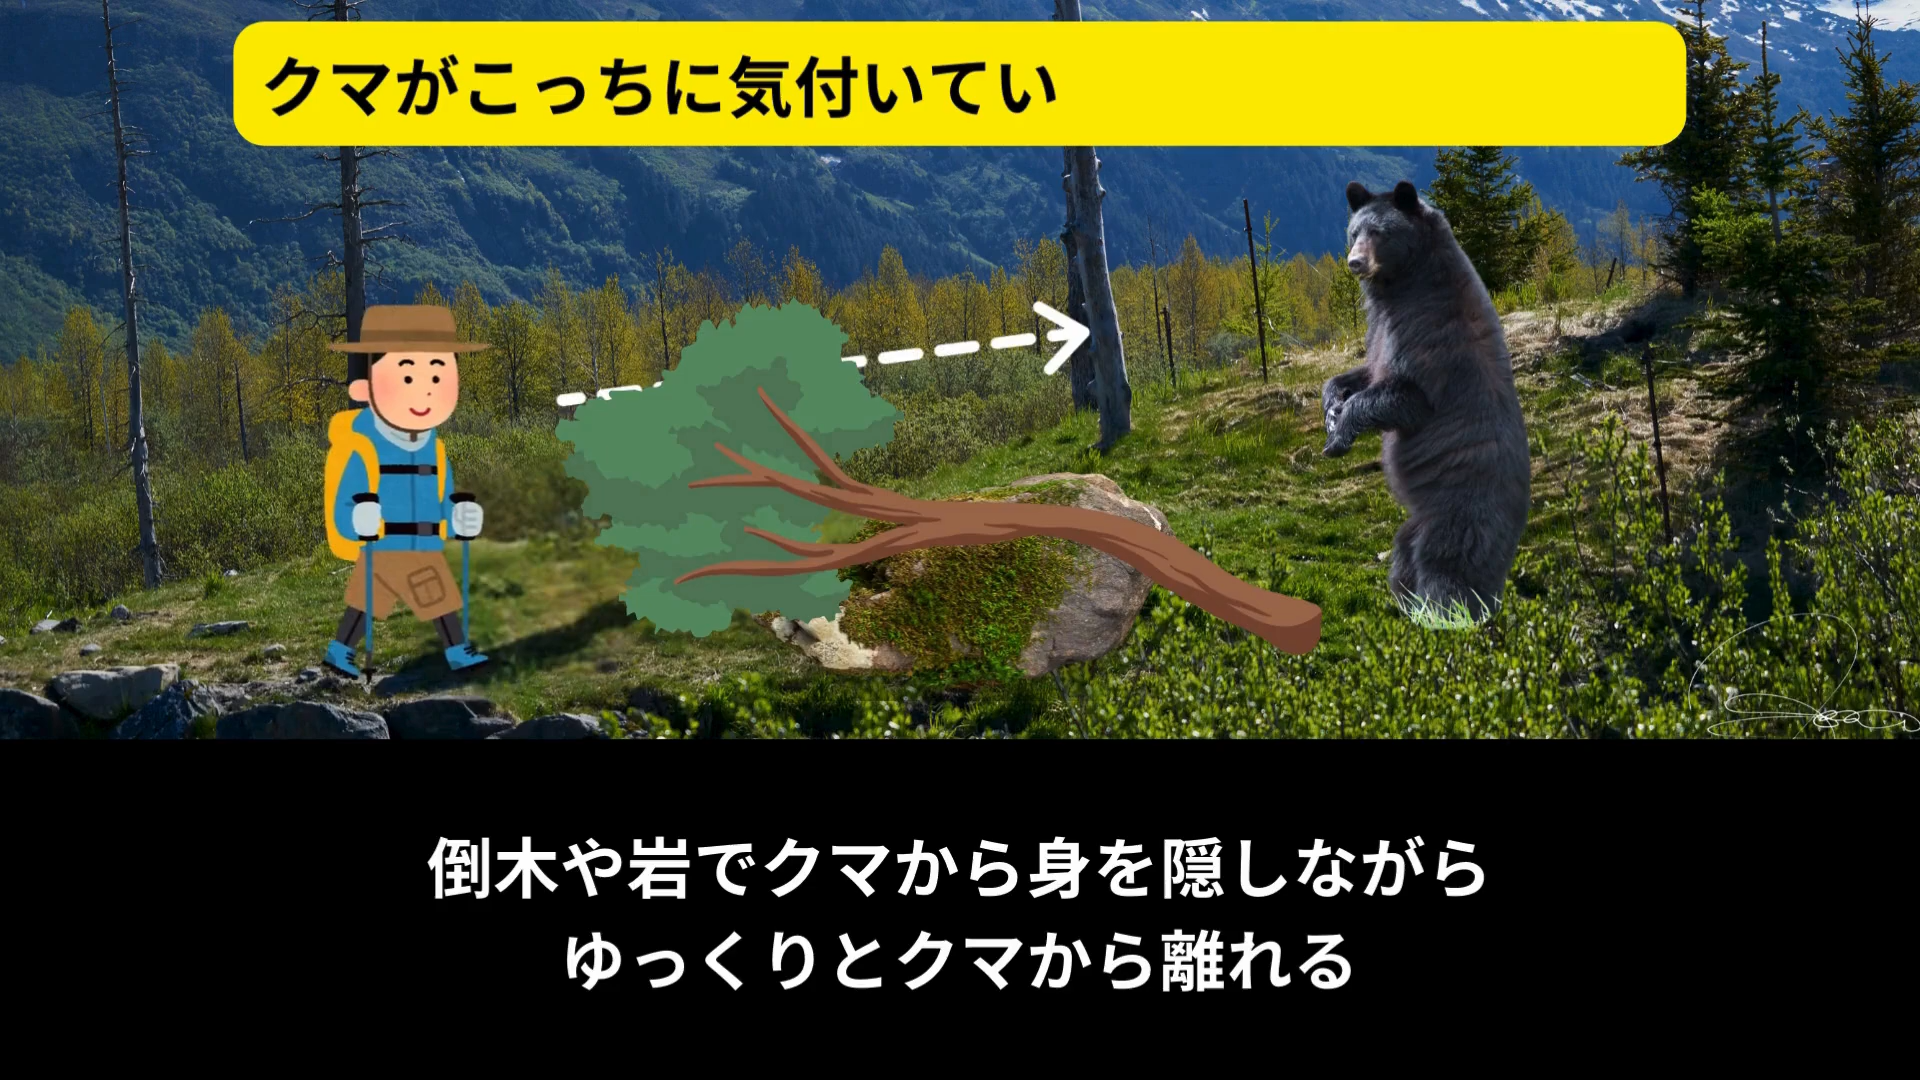 クマがこっちに気付いてい
倒木や岩でクマから身を隠しながら
ゆっくりとクマから離れる